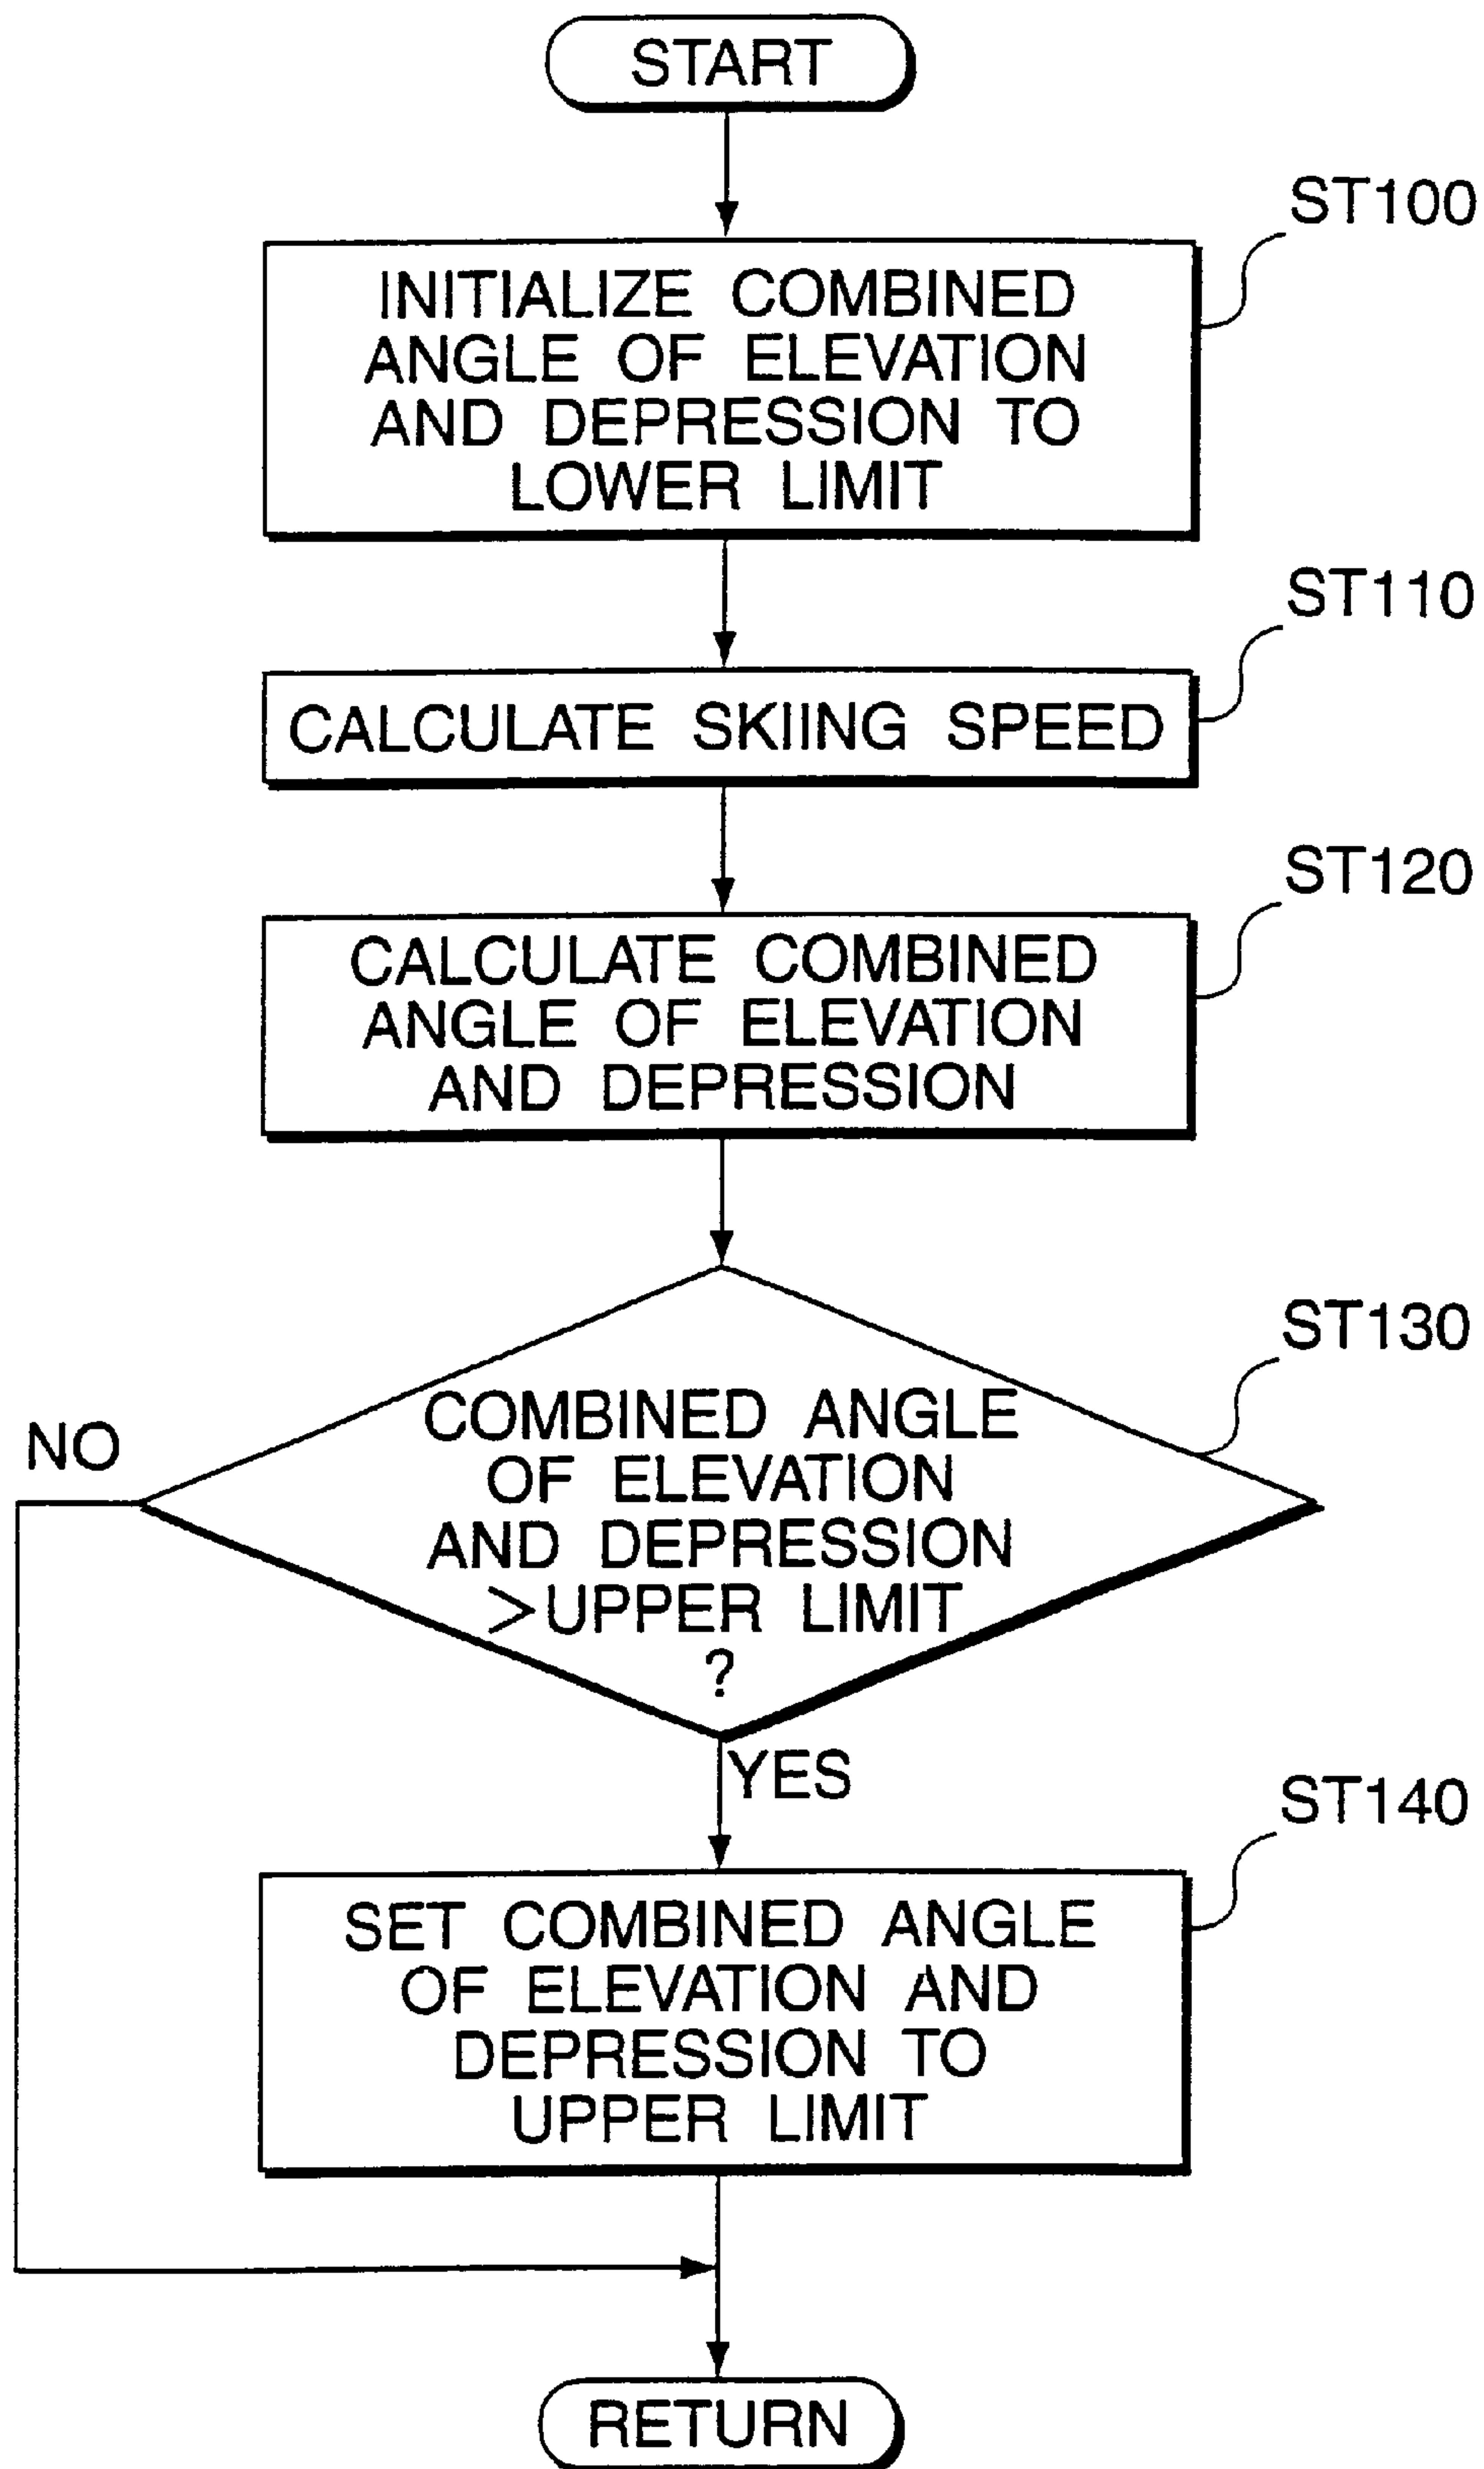 START
ST100
INITIALIZE COMBINED
ANGLE OF ELEVATION
AND DEPRESSION TO
LOWER LIMIT
ST110
CALCULATE SKIING SPEED
ST120
CALCULATE COMBINED
ANGLE OF ELEVATION
AND DEPRESSION
ST130
NO
COMBINED ANGLE
OF ELEVATION
AND DEPRESSION
>UPPER LIMIT
?
YES
ST140
SET COMBINED ANGLE
OF ELEVATION AND
DEPRESSION TO
UPPER LIMIT
RETURN